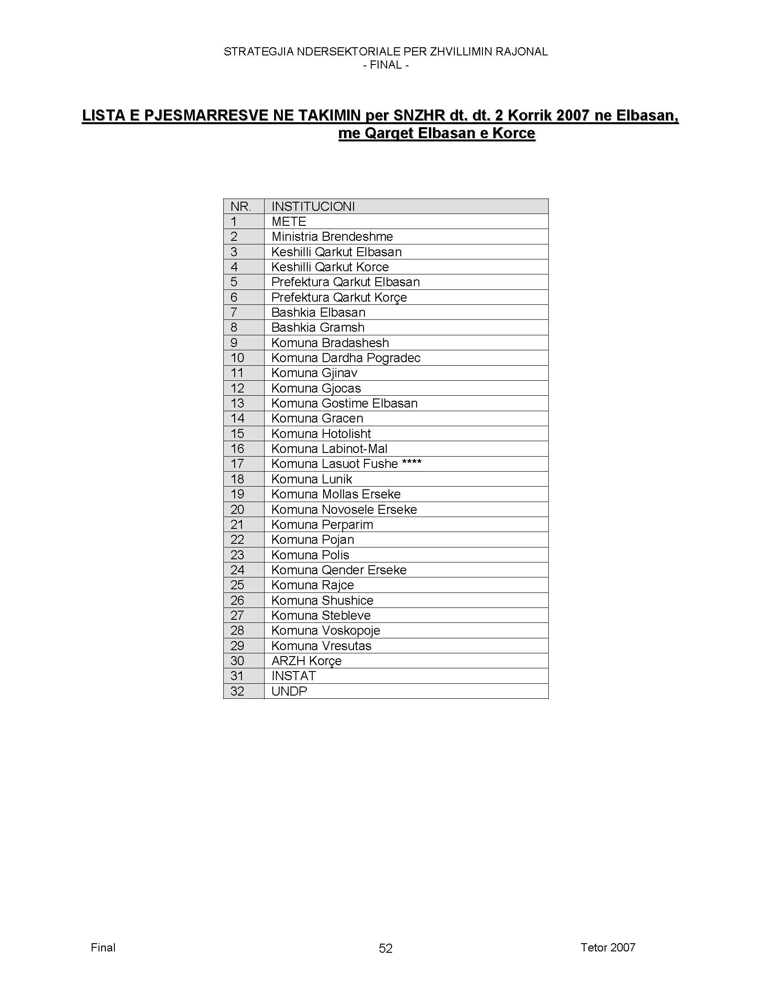 STRATEGJIA NDERSEKTORIALE PER ZHVILLIMIN RAJONAL
- FINAL -
LISTA E PJESMARRESVE NE TAKIMIN per SNZHR dt. dt. 2 Korrik 2007 ne Elbasan,
me Qarqet Elbasan e Korce
NR. INSTITUCIONI
1 METE
2 Ministria Brendeshme
3 Keshilli Qarkut Elbasan
4 Keshilli Qarkut Korce
5 Prefektura Qarkut Elbasan
6 Prefektura Qarkut Korçe
7 Bashkia Elbasan
8 Bashkia Gramsh
9 Komuna Bradashesh
10 Komuna Dardha Pogradec
11 Komuna Gjinav
12 Komuna Gjocas
13 Komuna Gostime Elbasan
14 Komuna Gracen
15 Komuna Hotolisht
16 Komuna Labinot-Mal
17 Komuna Lasuot Fushe ****
18 Komuna Lunik
19 Komuna Mollas Erseke
20 Komuna Novosele Erseke
21 Komuna Perparim
22 Komuna Pojan
23 Komuna Polis
24 Komuna Qender Erseke
25 Komuna Rajce
26 Komuna Shushice
27 Komuna Stebleve
28 Komuna Voskopoje
29 Komuna Vresutas
30 ARZH Korçe
31 INSTAT
32 UNDP
Final 52 Tetor 2007